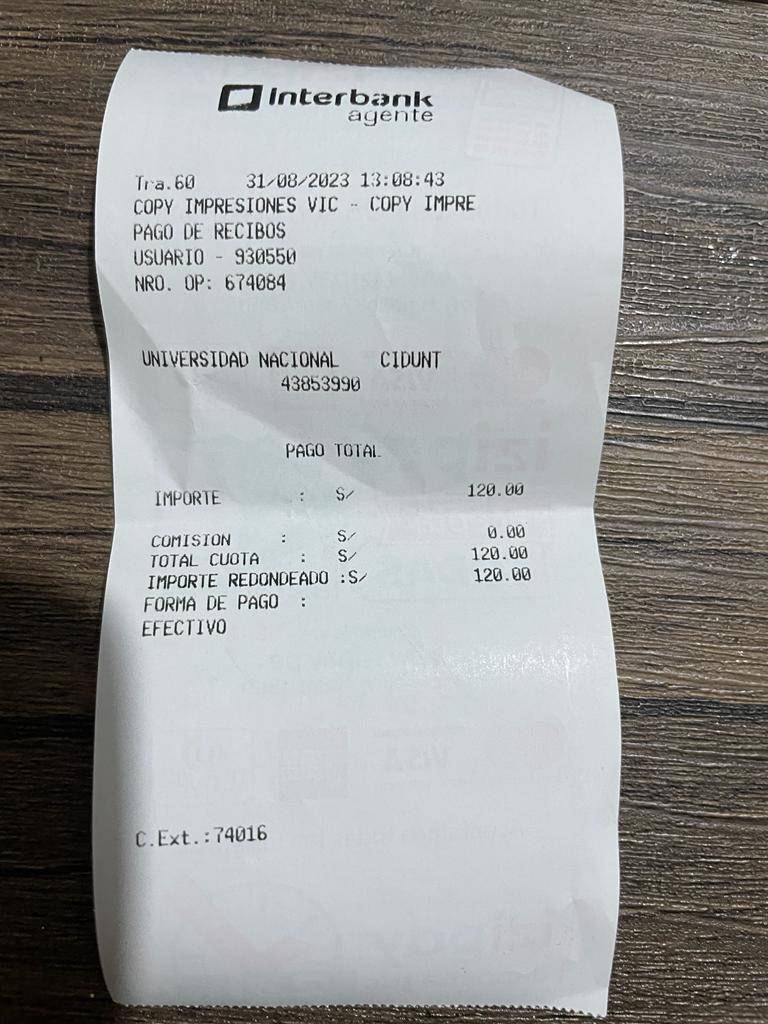 Interbank
agente
Tra.60 31/08/2023 13:08:43
COPY IMPRESIONES VIC - COPY IMPRE
PAGO DE RECIBOS
USUARIO - 930550
NRO. OP: 674084
UNIVERSIDAD NACIONAL CIDUNT
43853990
PAGO TOTAL
IMPORTE : S/ 120.00
COMISION : S/ 0.00
TOTAL CUOTA : S/ 120.00
IMPORTE REDONDEADO :S/ 120.00
FORMA DE PAGO :
EFECTIVO
C.Ext.:74016